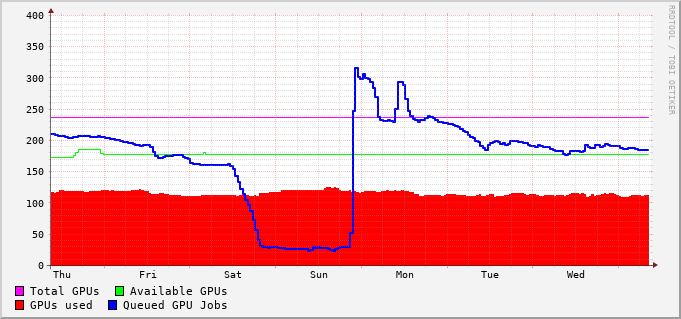 400
350
300
250
200
150
100
50
0
Thu Fri Sat Sun Mon Tue Wed
Total GPUs Available GPUs
GPUs used Queued GPU Jobs
RRDTOOL / TOBI OETIKER